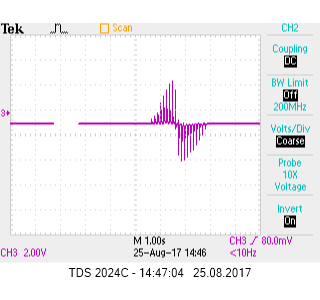 Tek Scan CH2
Coupling
DC
BW Limit
Off
200MHz
3
Volts/Div
Coarse
Probe
10X
Voltage
Invert
On
M 1.00s CH3 80.0mV
CH3 2.00V 25-Aug-17 14:46 <10Hz
TDS 2024C - 14:47:04 25.08.2017